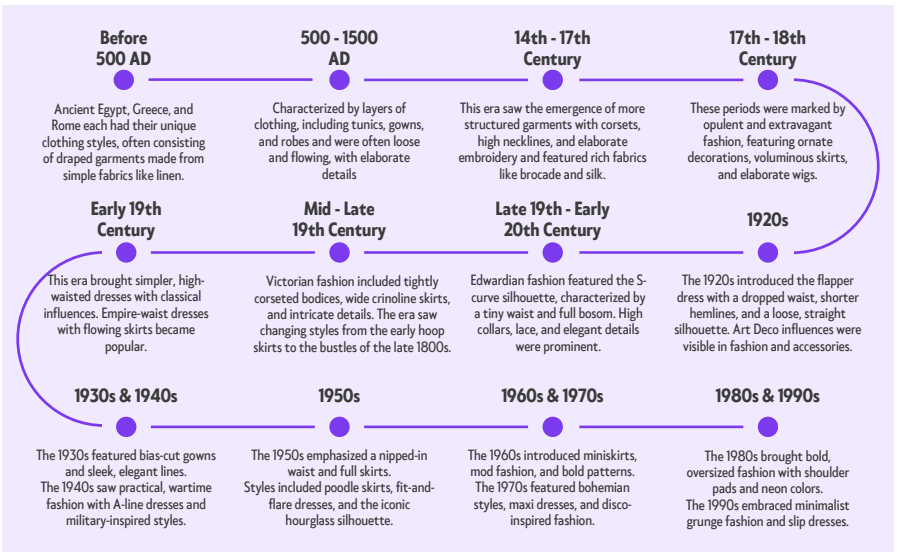 Before
500 AD
Ancient Egypt, Greece, and
Rome each had their unique
clothing styles, often consisting
of draped garments made from
simple fabrics like linen.
500 - 1500
AD
Characterized by layers of
clothing, including tunics, gowns,
and robes and were often loose
and flowing, with elaborate
details
14th - 17th
Century
This era saw the emergence of more
structured garments with corsets,
high necklines, and elaborate
embroidery and featured rich fabrics
like brocade and silk.
17th - 18th
Century
These periods were marked by
opulent and extravagant
fashion, featuring ornate
decorations, voluminous skirts,
and elaborate wigs.
Early 19th
Century
This era brought simpler, high-
waisted dresses with classical
influences. Empire-waist dresses
with flowing skirts became
popular.
Mid - Late
19th Century
Victorian fashion included tightly
corseted bodices, wide crinoline skirts,
and intricate details. The era saw
changing styles from the early hoop
skirts to the bustles of the late 1800s.
Late 19th - Early
20th Century
Edwardian fashion featured the S-
curve silhouette, characterized by
a tiny waist and full bosom. High
collars, lace, and elegant details
were prominent.
1920s
The 1920s introduced the flapper
dress with a dropped waist, shorter
hemlines, and a loose, straight
silhouette. Art Deco influences were
visible in fashion and accessories.
1930s & 1940s
The 1930s featured bias-cut gowns
and sleek, elegant lines.
The 1940s saw practical, wartime
fashion with A-line dresses and
military-inspired styles.
1950s
The 1950s emphasized a nipped-in
waist and full skirts.
Styles included poodle skirts, fit-and-
flare dresses, and the iconic
hourglass silhouette.
1960s & 1970s
The 1960s introduced miniskirts,
mod fashion, and bold patterns.
The 1970s featured bohemian
styles, maxi dresses, and disco-
inspired fashion.
1980s & 1990s
The 1980s brought bold,
oversized fashion with shoulder
pads and neon colors.
The 1990s embraced minimalist
grunge fashion and slip dresses.